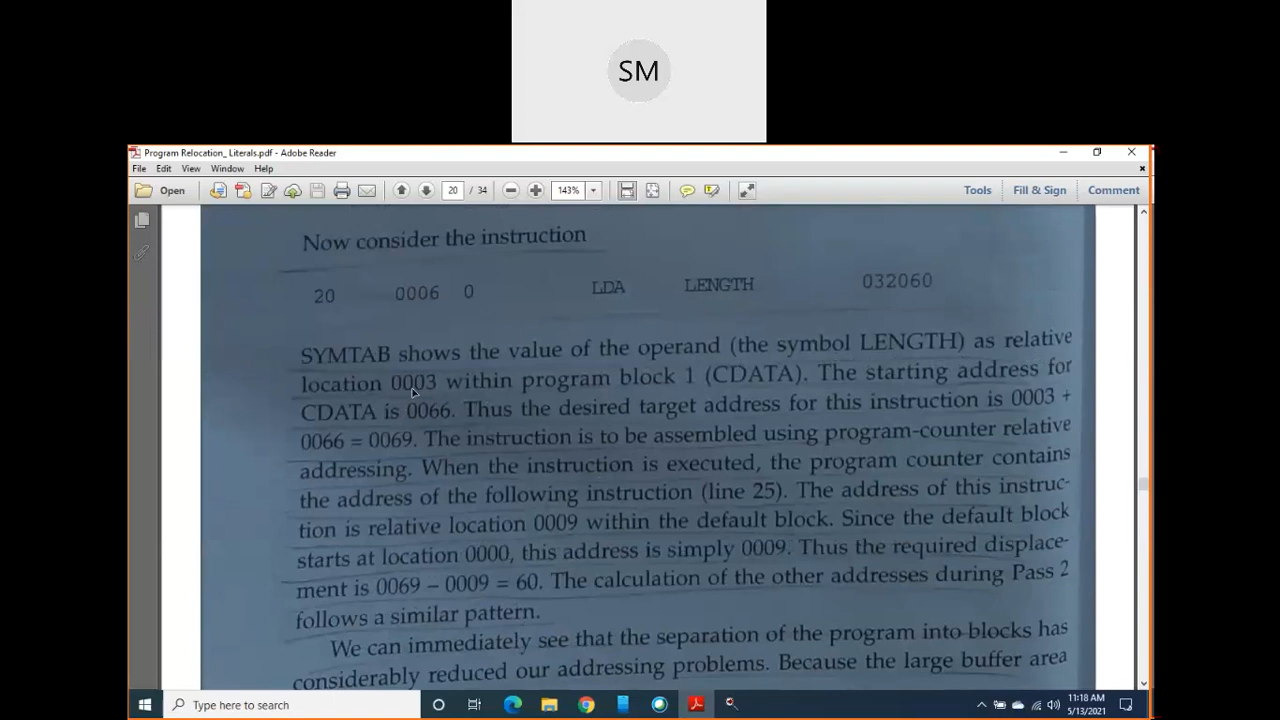 SM
Program Relocation_ Literals.pdf - Adobe Reader
File Edit View Window Help
Open 20 / 34 143% Tools Fill & Sign Comment
Now consider the instruction
20 0006 0 LDA LENGTH 032060
SYMTAB shows the value of the operand (the symbol LENGTH) as relative
location 0003 within program block 1 (CDATA). The starting address for
CDATA is 0066. Thus the desired target address for this instruction is 0003 +
0066 = 0069. The instruction is to be assembled using program-counter relative
addressing. When the instruction is executed, the program counter contains
the address of the following instruction (line 25). The address of this instruc-
tion is relative location 0009 within the default block. Since the default block
starts at location 0000, this address is simply 0009. Thus the required displace-
ment is 0069 – 0009 = 60. The calculation of the other addresses during Pass 2
follows a similar pattern.
We can immediately see that the separation of the program into blocks has
considerably reduced our addressing problems. Because the large buffer area
Type here to search
11:18 AM
5/13/2021